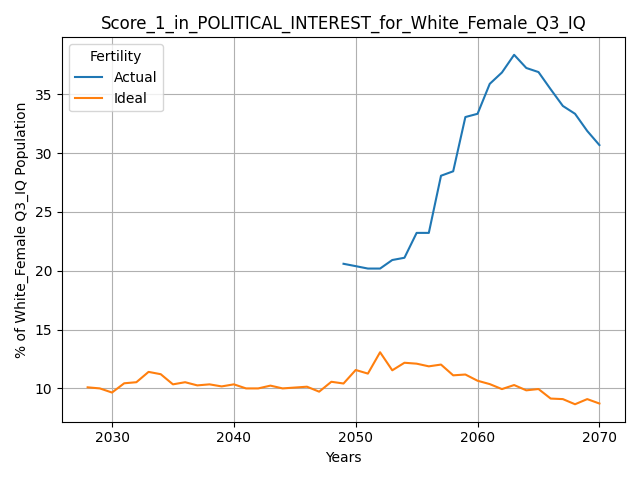 Score_1_in_POLITICAL_INTEREST_for_White_Female_Q3_IQ
Fertility
Actual
Ideal
% of White_Female Q3_IQ Population
35
30
25
20
15
10
2030 2040 2050 2060 2070
Years